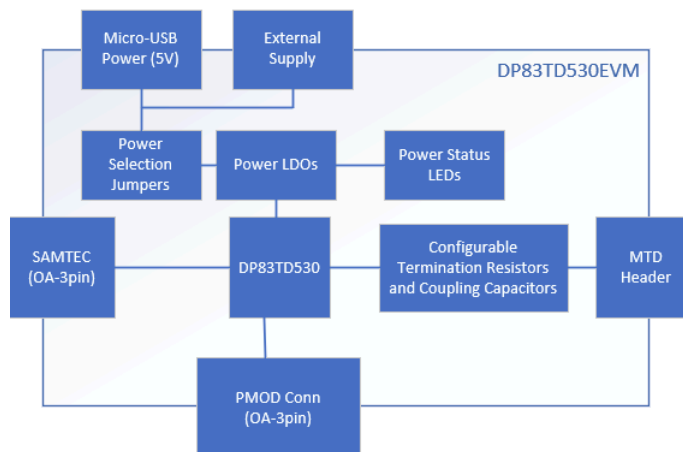 Micro-USB
Power (5V)
External
Supply
DP83TD530EVM
Power
Selection
Jumpers
Power LDOs
Power Status
LEDs
SAMTEC
(OA-3pin)
DP83TD530
Configurable
Termination Resistors
and Coupling Capacitors
MTD
Header
PMOD Conn
(OA-3pin)